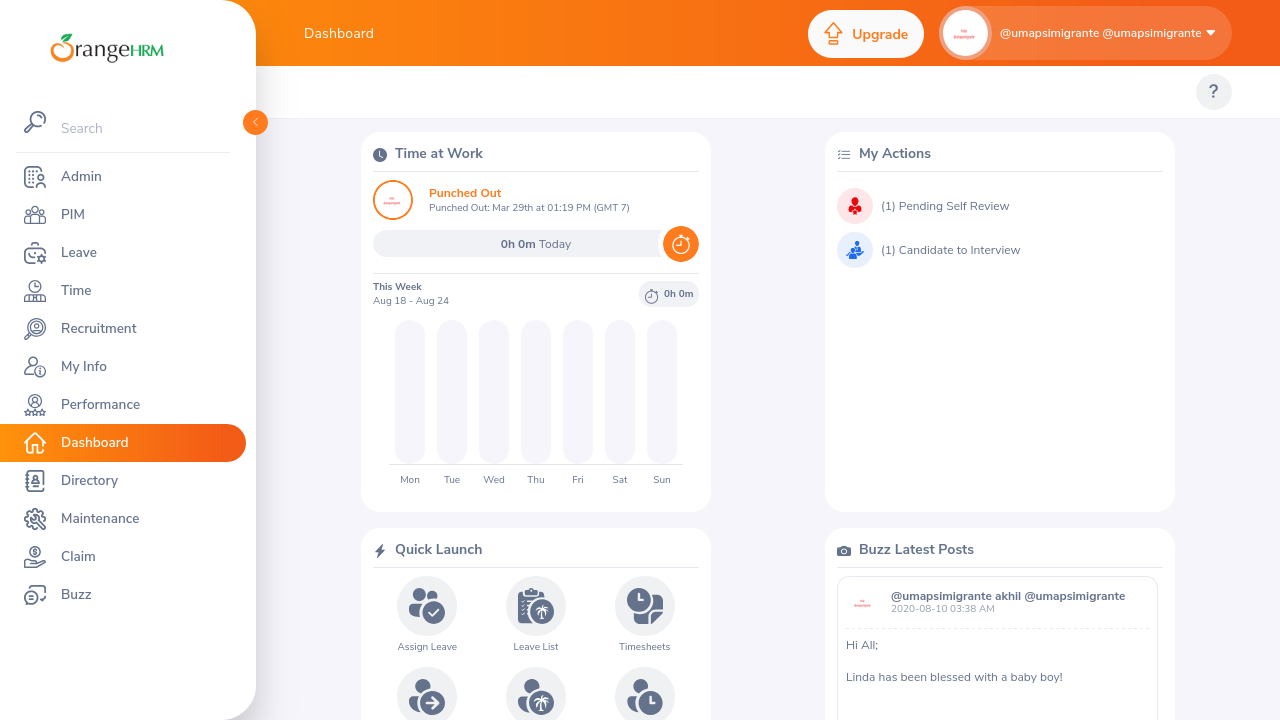 OrangeHRM
Search
Admin
PIM
Leave
Time
Recruitment
My Info
Performance
Dashboard
Directory
Maintenance
Claim
Buzz
Dashboard
Upgrade
@umapsimigrante @umapsimigrante
?
Time at Work
Punched Out
Punched Out: Mar 29th at 01:19 PM (GMT 7)
0h 0m Today
This Week
Aug 18 - Aug 24
0h 0m
Mon Tue Wed Thu Fri Sat Sun
My Actions
(1) Pending Self Review
(1) Candidate to Interview
Quick Launch
Assign Leave Leave List Timesheets
Buzz Latest Posts
@umapsimigrante akhil @umapsimigrante
2020-08-10 03:38 AM
Hi All;
Linda has been blessed with a baby boy!